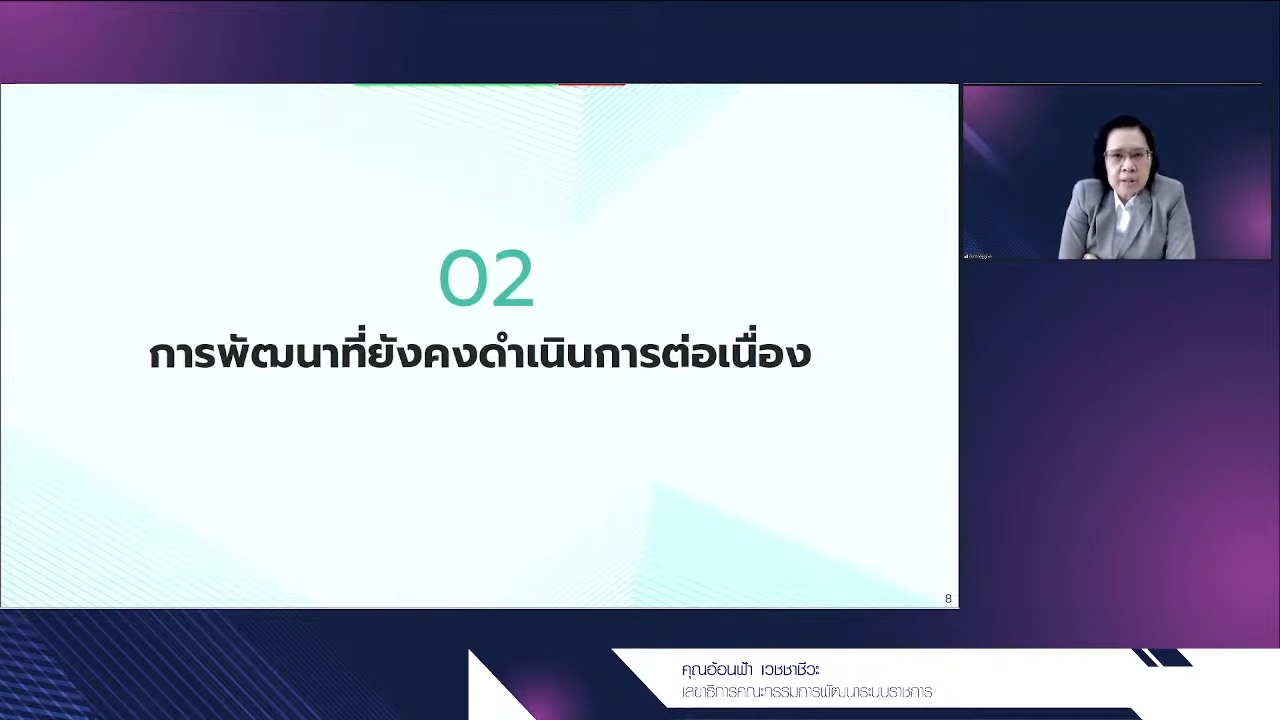 02
การพัฒนาที่ยังคงดำเนินการต่อเนื่อง
8
คุณอ้อนฟ้า เวชชาชีวะ
เลขาธิการคณะกรรมการพัฒนาระบบราชการ